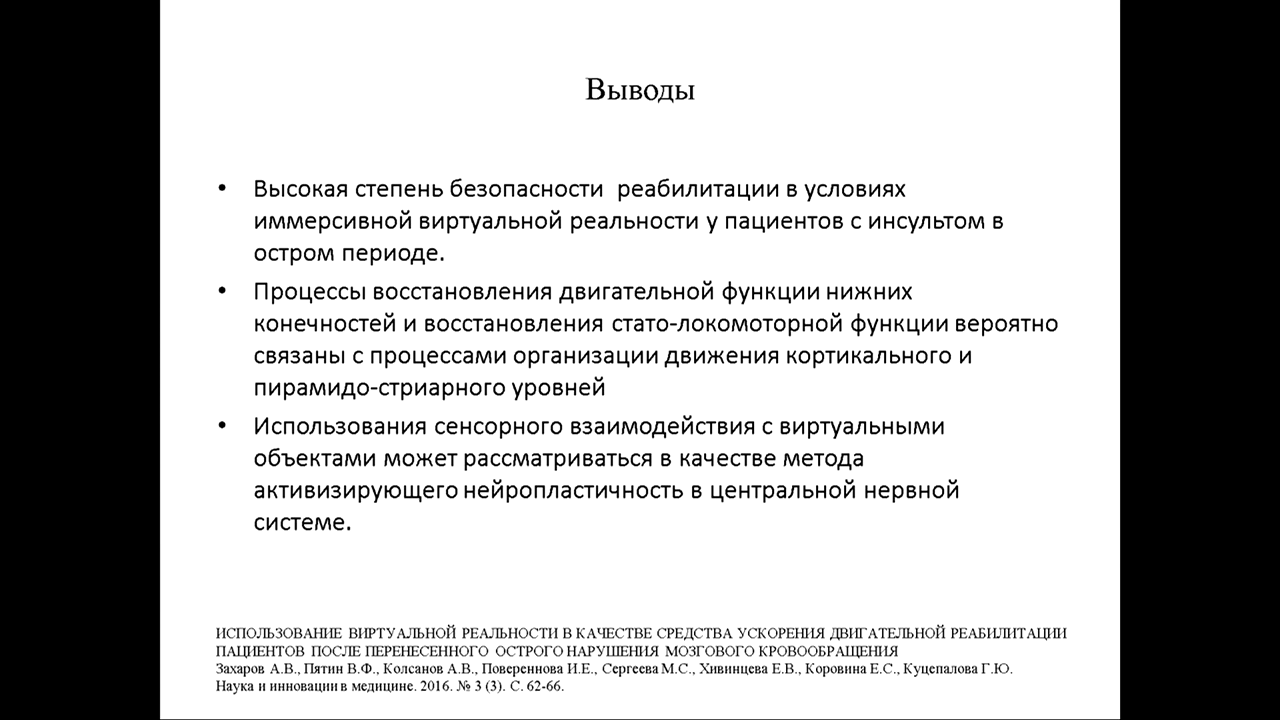 Выводы
• Высокая степень безопасности реабилитации в условиях
иммерсивной виртуальной реальности у пациентов с инсультом в
остром периоде.
• Процессы восстановления двигательной функции нижних
конечностей и восстановления стато-локомоторной функции вероятно
связаны с процессами организации движения кортикального и
пирамидо-стриарного уровней
• Использования сенсорного взаимодействия с виртуальными
объектами может рассматриваться в качестве метода
активизирующего нейропластичность в центральной нервной
системе.
ИСПОЛЬЗОВАНИЕ ВИРТУАЛЬНОЙ РЕАЛЬНОСТИ В КАЧЕСТВЕ СРЕДСТВА УСКОРЕНИЯ ДВИГАТЕЛЬНОЙ РЕАБИЛИТАЦИИ
ПАЦИЕНТОВ ПОСЛЕ ПЕРЕНЕСЕННОГО ОСТРОГО НАРУШЕНИЯ МОЗГОВОГО КРОВООБРАЩЕНИЯ
Захаров А.В., Пятин В.Ф., Колсанов А.В., Повереннова И.Е., Сергеева М.С., Хивинцева Е.В., Коровина Е.С., Куцепалова Г.Ю.
Наука и инновации в медицине. 2016. № 3 (3). С. 62-66.